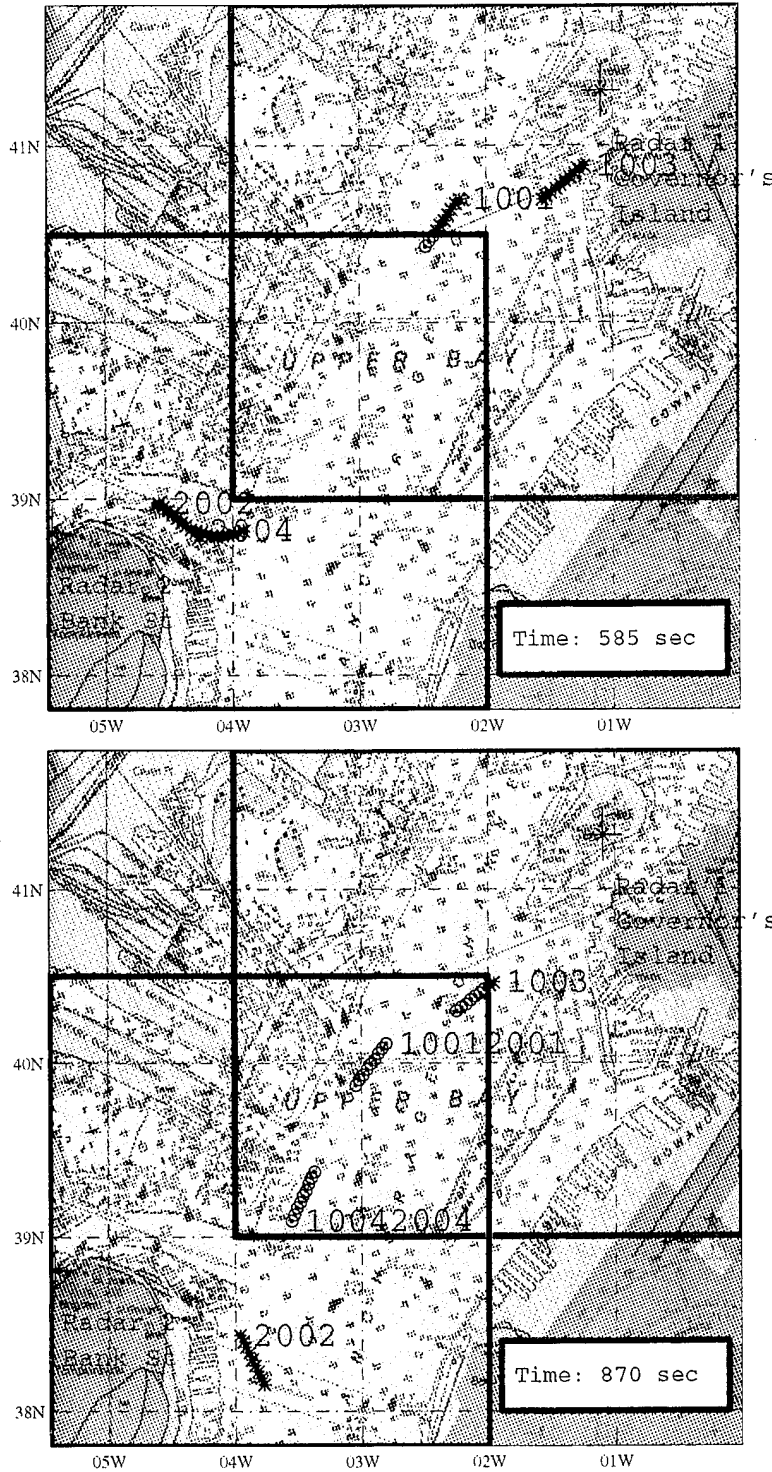 41N
40N
39N
38N
Radar 1
Governor's
Island
1001
1003
UPPER BAY
GOWANUS
2002
2004
Radar 2
Bank St
Time: 585 sec
05W 04W 03W 02W 01W
41N
40N
39N
38N
Radar 1
Governor's
Island
1003
10012001
UPPER BAY
GOWANUS
10042004
2002
Radar 2
Bank St
Time: 870 sec
05W 04W 03W 02W 01W